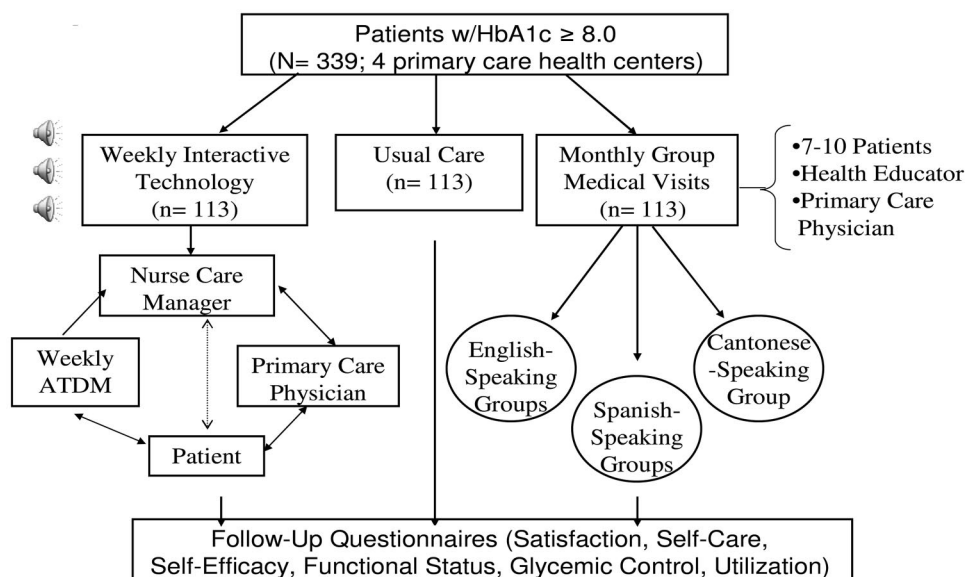 Patients w/HbA1c ≥ 8.0
(N= 339; 4 primary care health centers)
Weekly Interactive
Technology
(n= 113)
Usual Care
(n= 113)
Monthly Group
Medical Visits
(n= 113)
•7-10 Patients
•Health Educator
•Primary Care
Physician
Nurse Care
Manager
Weekly
ATDM
Primary Care
Physician
Patient
English-
Speaking
Groups
Spanish-
Speaking
Groups
Cantonese
-Speaking
Group
Follow-Up Questionnaires (Satisfaction, Self-Care,
Self-Efficacy, Functional Status, Glycemic Control, Utilization)